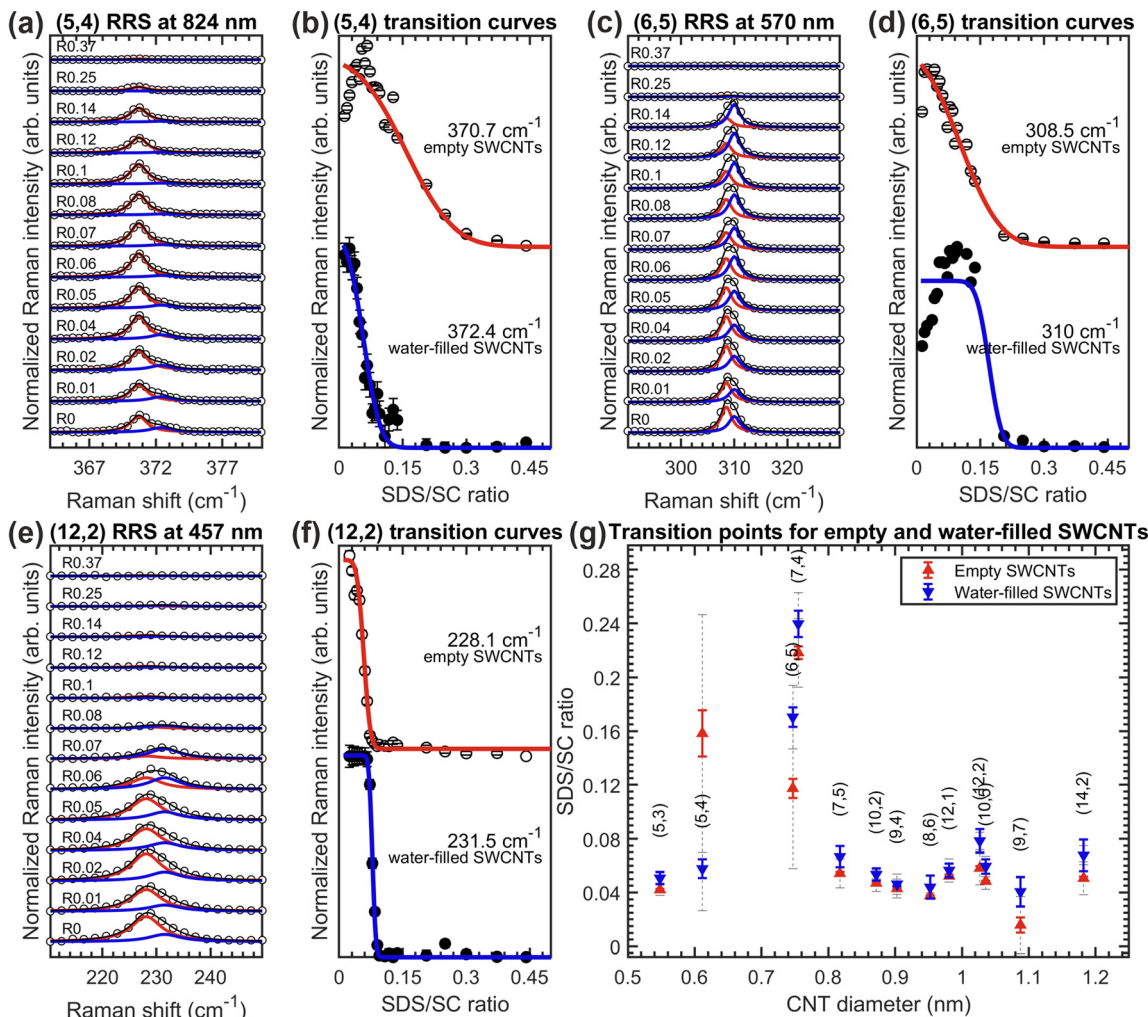 (a) (5,4) RRS at 824 nm
Normalized Raman intensity (arb. units)
R0.37
R0.25
R0.14
R0.12
R0.1
R0.08
R0.07
R0.06
R0.05
R0.04
R0.02
R0.01
R0
367 372 377
Raman shift (cm⁻¹)
(b) (5,4) transition curves
Normalized Raman intensity (arb. units)
370.7 cm⁻¹
empty SWCNTs
372.4 cm⁻¹
water-filled SWCNTs
0 0.15 0.3 0.45
SDS/SC ratio
(c) (6,5) RRS at 570 nm
Normalized Raman intensity (arb. units)
R0.37
R0.25
R0.14
R0.12
R0.1
R0.08
R0.07
R0.06
R0.05
R0.04
R0.02
R0.01
R0
300 310 320
Raman shift (cm⁻¹)
(d) (6,5) transition curves
Normalized Raman intensity (arb. units)
308.5 cm⁻¹
empty SWCNTs
310 cm⁻¹
water-filled SWCNTs
0 0.15 0.3 0.45
SDS/SC ratio
(e) (12,2) RRS at 457 nm
Normalized Raman intensity (arb. units)
R0.37
R0.25
R0.14
R0.12
R0.1
R0.08
R0.07
R0.06
R0.05
R0.04
R0.02
R0.01
R0
220 230 240
Raman shift (cm⁻¹)
(f) (12,2) transition curves
Normalized Raman intensity (arb. units)
228.1 cm⁻¹
empty SWCNTs
231.5 cm⁻¹
water-filled SWCNTs
0 0.15 0.3 0.45
SDS/SC ratio
(g) Transition points for empty and water-filled SWCNTs
SDS/SC ratio
0.28
0.24
0.2
0.16
0.12
0.08
0.04
0
Empty SWCNTs
Water-filled SWCNTs
(5,3)
(5,4)
(6,5)
(7,4)
(7,5)
(10,2)
(9,4)
(8,6)
(12,1)
(12,2)
(9,7)
(14,2)
0.5 0.6 0.7 0.8 0.9 1 1.1 1.2
CNT diameter (nm)